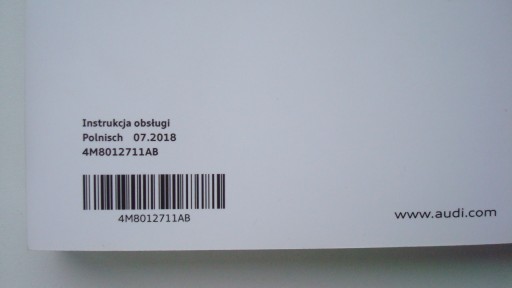 Instrukcja obsługi
Polnisch 07.2018
4M8012711AB
4M8012711AB
www.audi.com